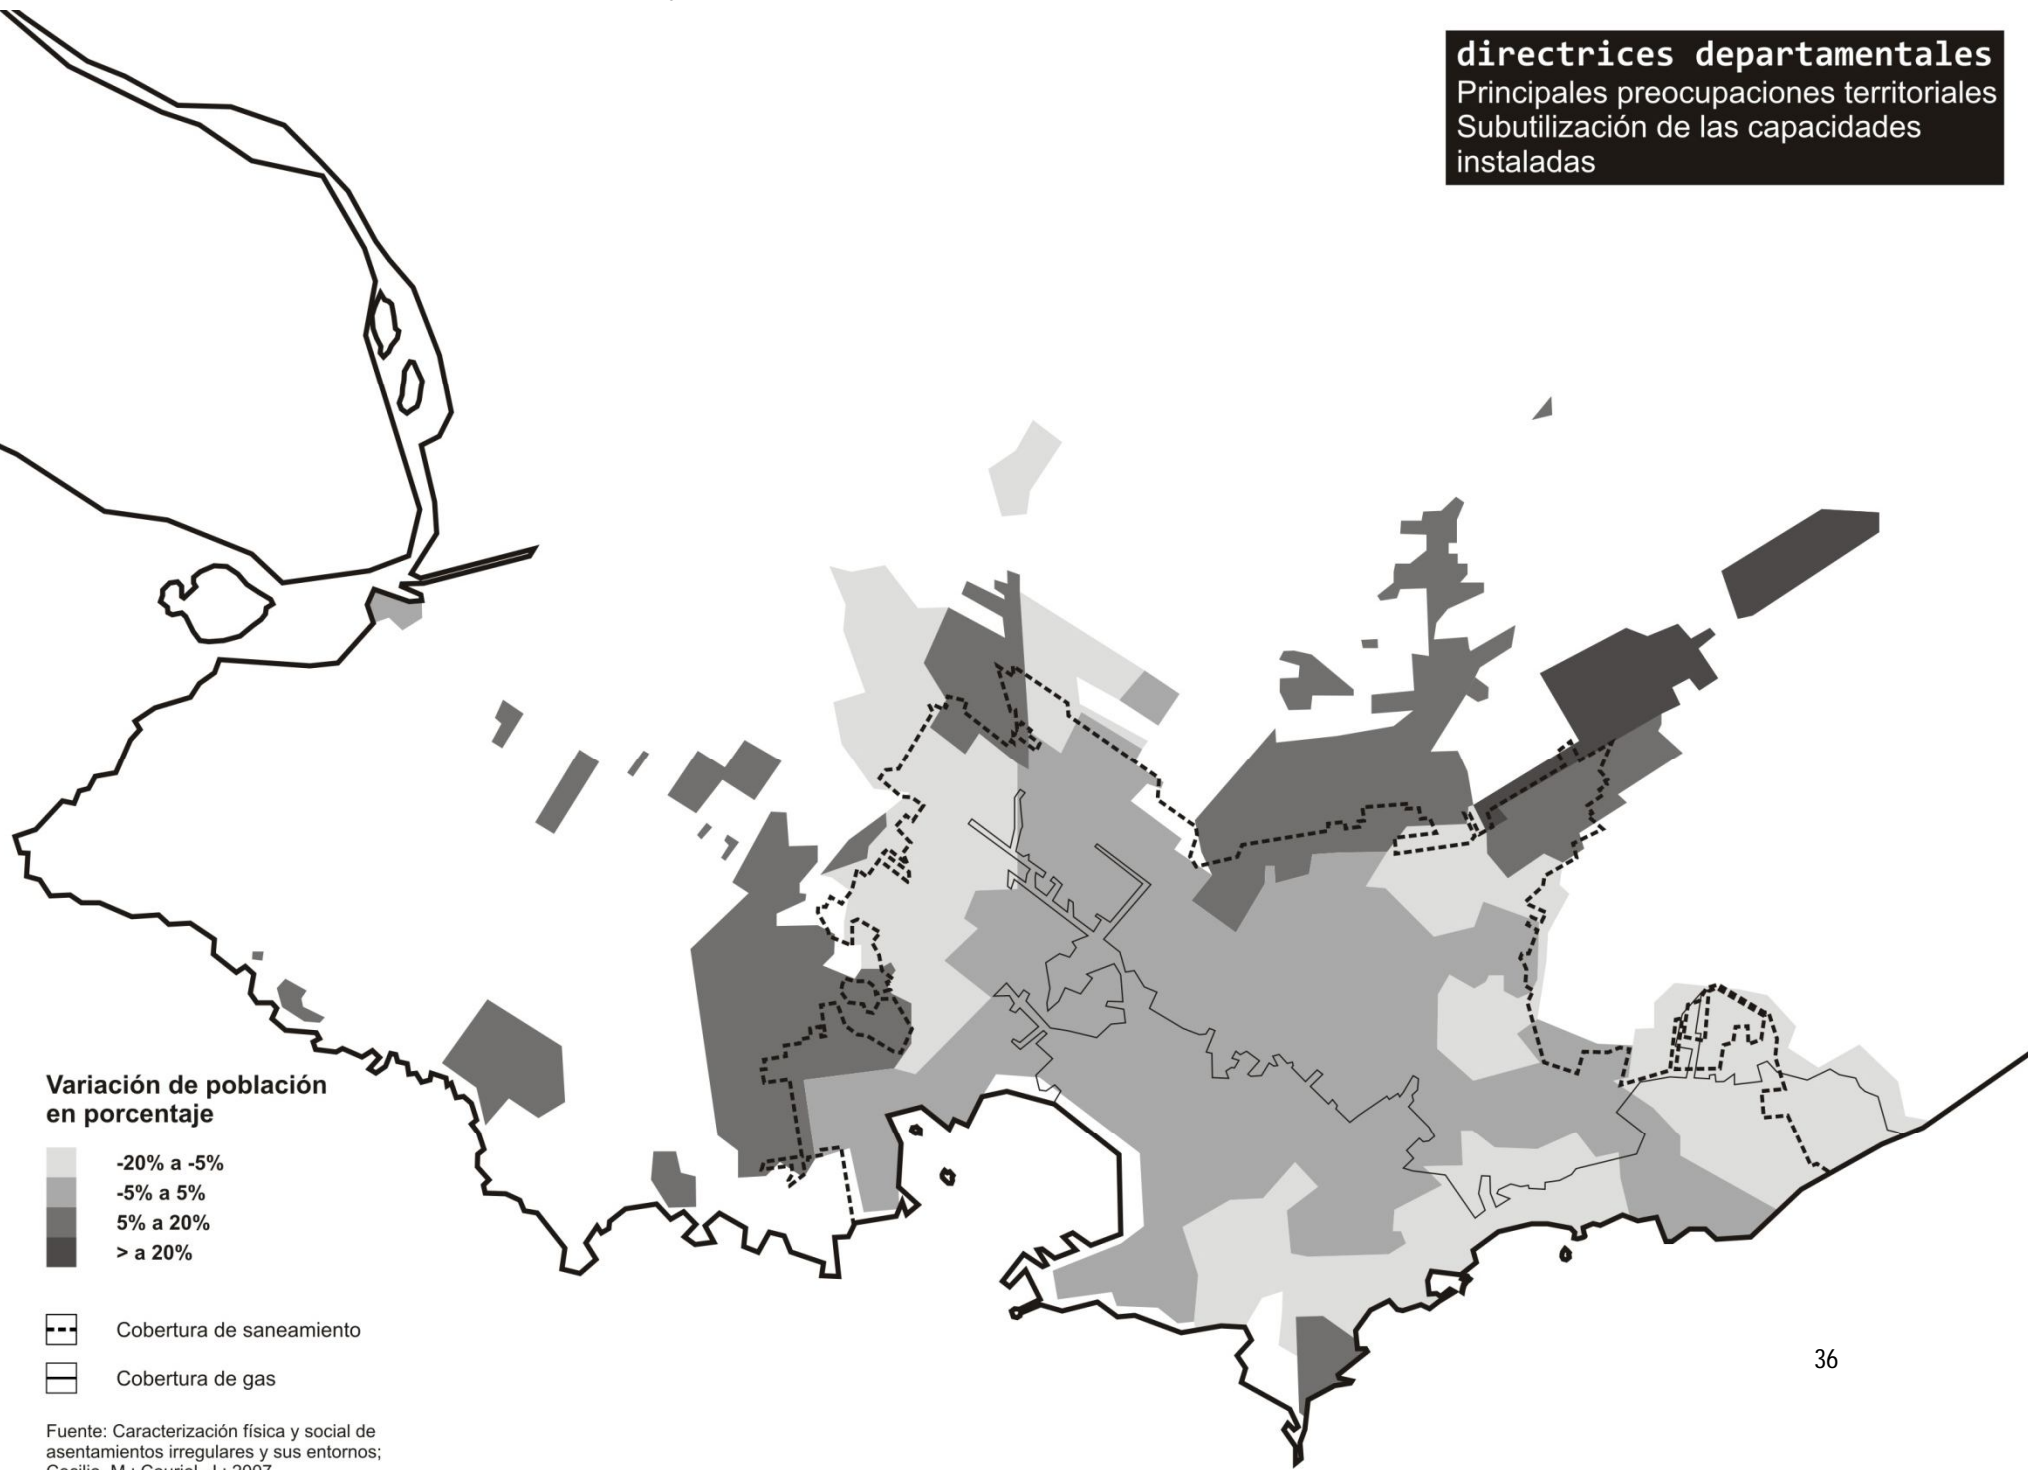 directrices departamentales
Principales preocupaciones territoriales
Subutilización de las capacidades
instaladas
Variación de población
en porcentaje
-20% a -5%
-5% a 5%
5% a 20%
> a 20%
Cobertura de saneamiento
Cobertura de gas
36
Fuente: Caracterización física y social de
asentamientos irregulares y sus entornos;